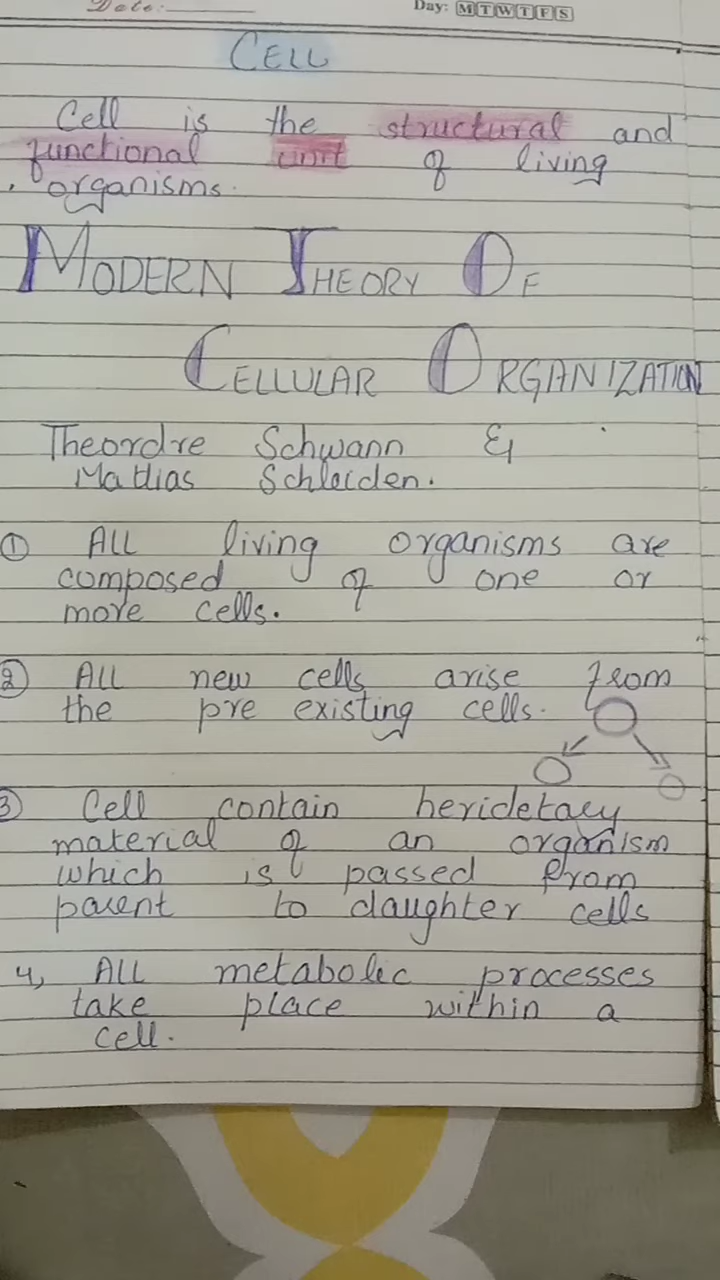 Date:
Day: M T W T F S
CELL
Cell is the structural and
functional unit of living
organisms.
MODERN THEORY OF
CELLULAR ORGANIZATION
Theordre Schwann &
Matlias Schleiden.
① All living organisms are
composed of one or
more cells.
② All new cells arise from
the pre existing cells.
③ Cell contain heridetacy
material of an organism
which is passed from
parent to daughter cells
4, All metabolic processes
take place within a
cell.